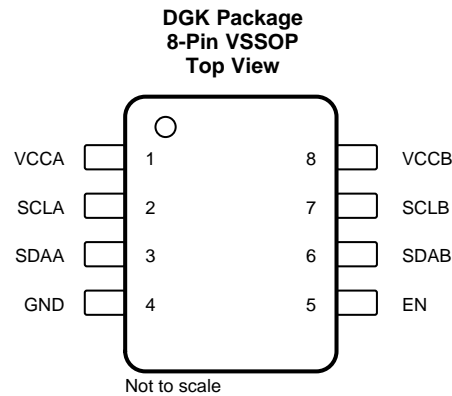 DGK Package
8-Pin VSSOP
Top View
VCCA 1 8 VCCB
SCLA 2 7 SCLB
SDAA 3 6 SDAB
GND 4 5 EN
Not to scale